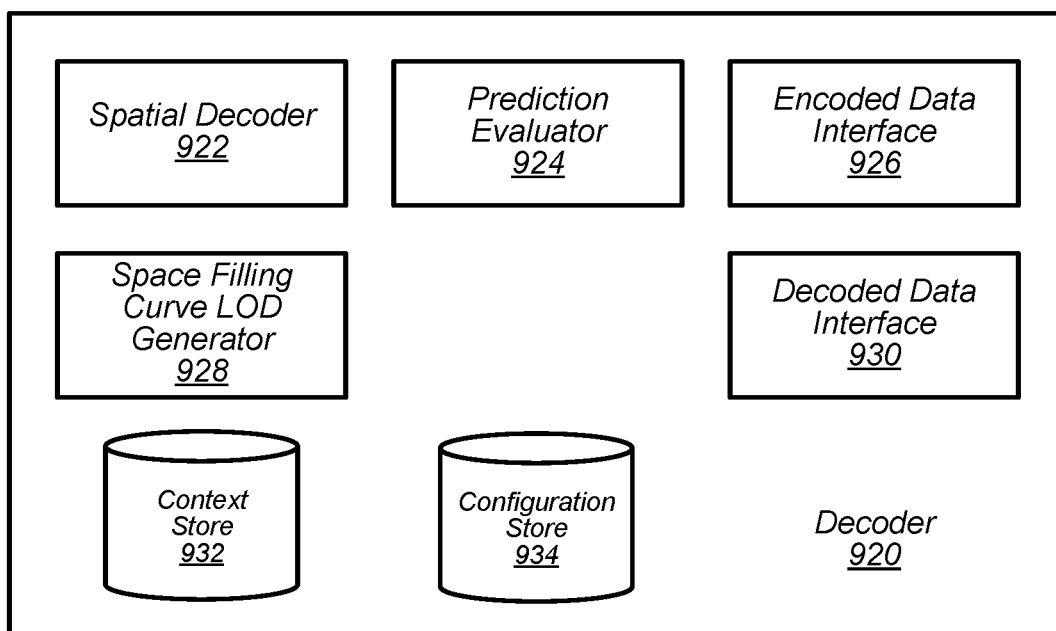 Spatial Decoder
922
Prediction
Evaluator
924
Encoded Data
Interface
926
Space Filling
Curve LOD
Generator
928
Decoded Data
Interface
930
Context
Store
932
Configuration
Store
934
Decoder
920